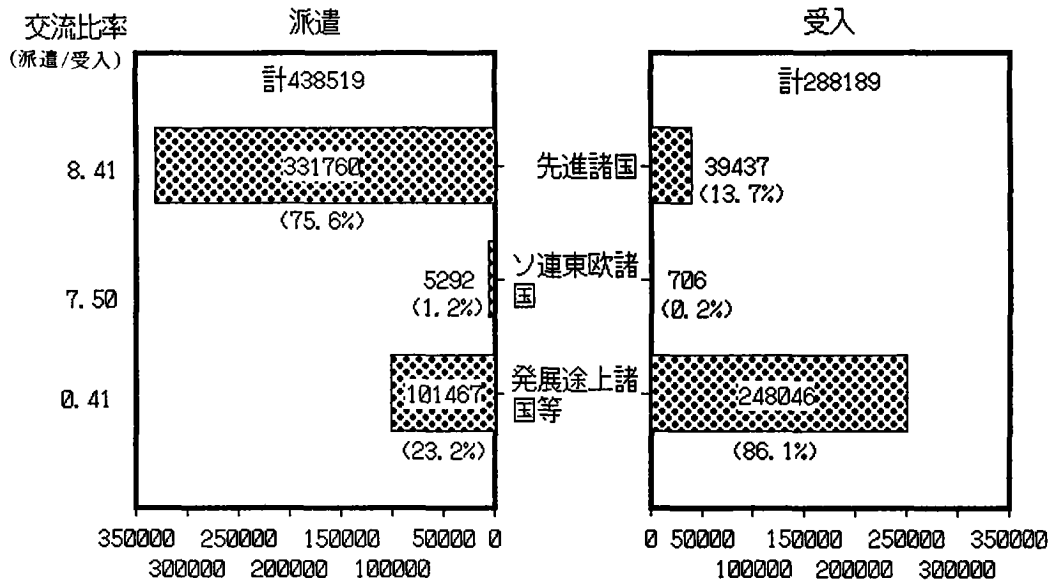 交流比率
(派遣/受入)
派遣
受入
計438519
計288189
8.41
331760
(75.6%)
先進諸国
39437
(13.7%)
7.50
5292
(1.2%)
ソ連東欧諸
国
706
(0.2%)
0.41
101467
(23.2%)
発展途上諸
国等
248046
(86.1%)
350000 250000 150000 50000 0
300000 200000 100000
0 50000 150000 250000 350000
100000 200000 300000